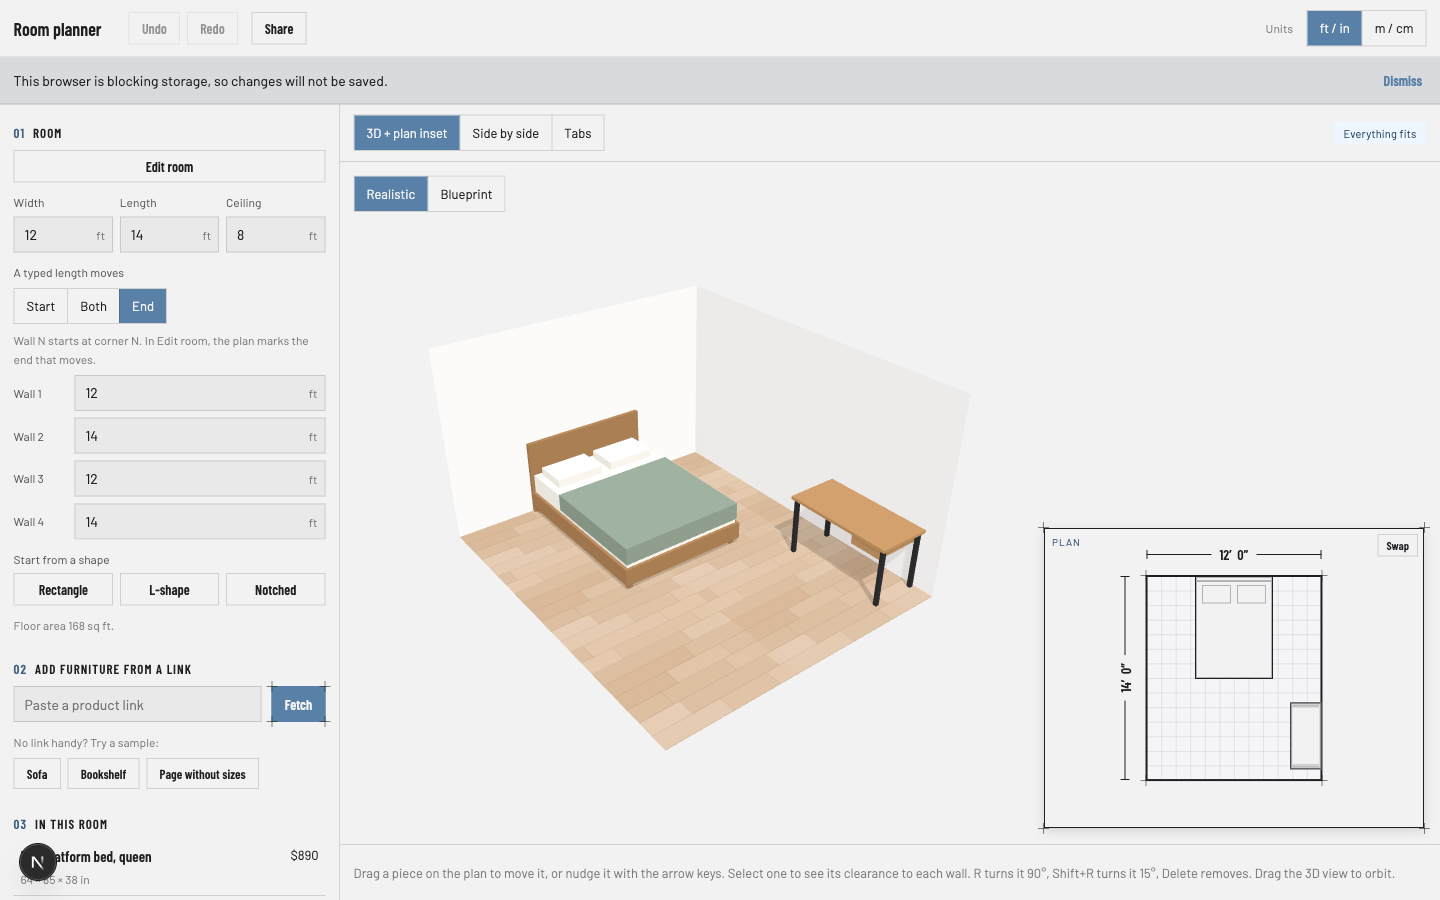 Room planner
Undo
Redo
Share
Units
ft / in
m / cm
This browser is blocking storage, so changes will not be saved.
Dismiss
01 ROOM
Edit room
Width
Length
Ceiling
12 ft
14 ft
8 ft
A typed length moves
Start
Both
End
Wall N starts at corner N. In Edit room, the plan marks the
end that moves.
Wall 1
12 ft
Wall 2
14 ft
Wall 3
12 ft
Wall 4
14 ft
Start from a shape
Rectangle
L-shape
Notched
Floor area 168 sq ft.
02 ADD FURNITURE FROM A LINK
Paste a product link
Fetch
No link handy? Try a sample:
Sofa
Bookshelf
Page without sizes
03 IN THIS ROOM
bed, queen
$890
× 38 in
N
3D + plan inset
Side by side
Tabs
Everything fits
Realistic
Blueprint
PLAN
Swap
12′ 0″
14′ 0″
Drag a piece on the plan to move it, or nudge it with the arrow keys. Select one to see its clearance to each wall. R turns it 90°, Shift+R turns it 15°, Delete removes. Drag the 3D view to orbit.